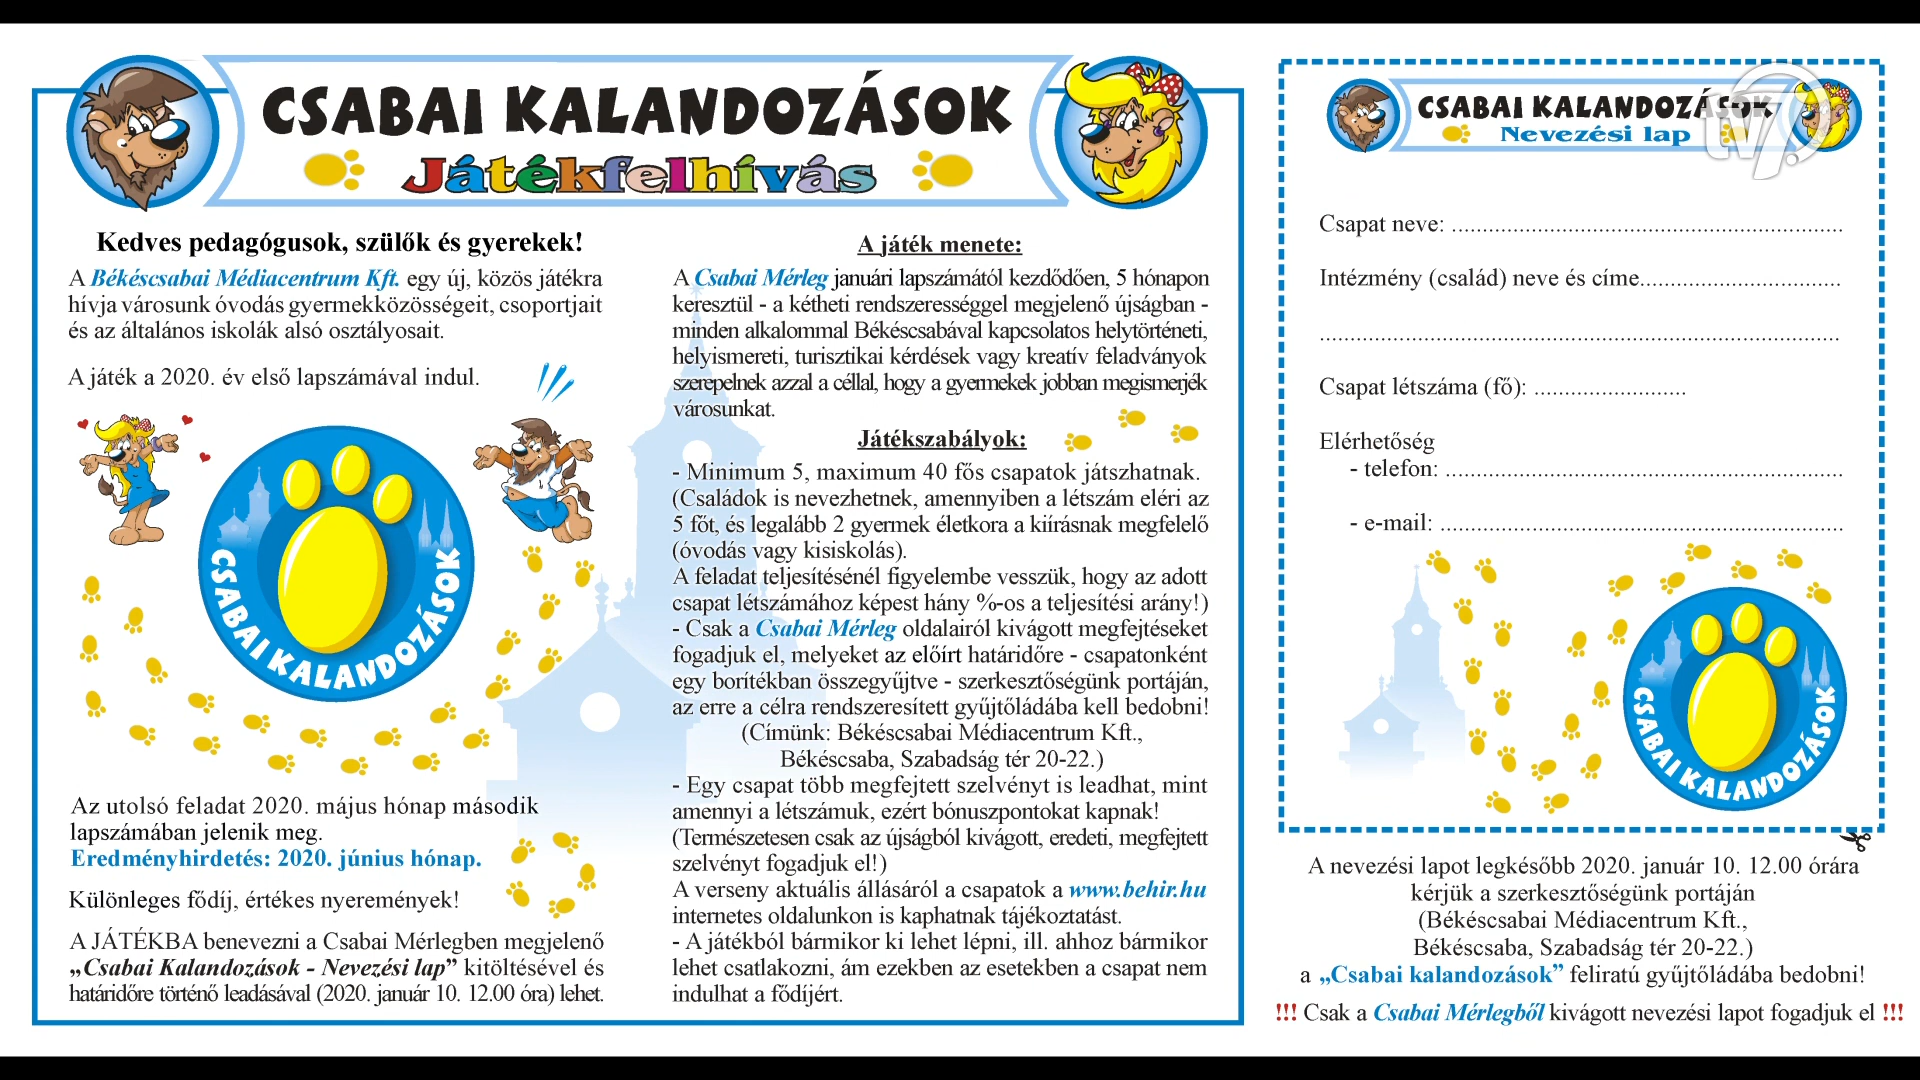 CSABAI KALANDOZÁSOK
Játékfelhívás
Kedves pedagógusok, szülők és gyerekek!
A Békéscsabai Médiacentrum Kft. egy új, közös játékra
hívja városunk óvodás gyermekközösségeit, csoportjait
és az általános iskolák alsó osztályosait.
A játék a 2020. év első lapszámával indul.
CSABAI KALANDOZÁSOK
Az utolsó feladat 2020. május hónap második
lapszámában jelenik meg.
Eredményhirdetés: 2020. június hónap.
Különleges fődíj, értékes nyeremények!
A JÁTÉKBA benevezni a Csabai Mérlegben megjelenő
„Csabai Kalandozások - Nevezési lap” kitöltésével és
határidőre történő leadásával (2020. január 10. 12.00 óra) lehet.
A játék menete:
A Csabai Mérleg januári lapszámától kezdődően, 5 hónapon
keresztül - a kétheti rendszerességgel megjelenő újságban -
minden alkalommal Békéscsabával kapcsolatos helytörténeti,
helyismereti, turisztikai kérdések vagy kreatív feladványok
szerepelnek azzal a céllal, hogy a gyermekek jobban megismerjék
városunkat.
Játékszabályok:
- Minimum 5, maximum 40 fős csapatok játszhatnak.
(Családok is nevezhetnek, amennyiben a létszám eléri az
5 főt, és legalább 2 gyermek életkora a kiírásnak megfelelő
(óvodás vagy kisiskolás).
A feladat teljesítésénél figyelembe vesszük, hogy az adott
csapat létszámához képest hány %-os a teljesítési arány!)
- Csak a Csabai Mérleg oldalairól kivágott megfejtéseket
fogadjuk el, melyeket az előírt határidőre - csapatonként
egy borítékban összegyűjtve - szerkesztőségünk portáján,
az erre a célra rendszeresített gyűjtőládába kell bedobni!
(Címünk: Békéscsabai Médiacentrum Kft.,
Békéscsaba, Szabadság tér 20-22.)
- Egy csapat több megfejtett szelvényt is leadhat, mint
amennyi a létszámuk, ezért bónuszpontokat kapnak!
(Természetesen csak az újságból kivágott, eredeti, megfejtett
szelvényt fogadjuk el!)
A verseny aktuális állásáról a csapatok a www.behir.hu
internetes oldalunkon is kaphatnak tájékoztatást.
- A játékból bármikor ki lehet lépni, ill. ahhoz bármikor
lehet csatlakozni, ám ezekben az esetekben a csapat nem
indulhat a fődíjért.
CSABAI KALANDOZÁSOK
Nevezési lap
tv7
Csapat neve: ..........................................................
Intézmény (család) neve és címe.................................
......................................................................................
Csapat létszáma (fő): .........................
Elérhetőség
- telefon: ..................................................................
- e-mail: ...................................................................
CSABAI KALANDOZÁSOK
A nevezési lapot legkésőbb 2020. január 10. 12.00 órára
kérjük a szerkesztőségünk portáján
(Békéscsabai Médiacentrum Kft.,
Békéscsaba, Szabadság tér 20-22.)
a „Csabai kalandozások” feliratú gyűjtőládába bedobni!
!!! Csak a Csabai Mérlegből kivágott nevezési lapot fogadjuk el !!!